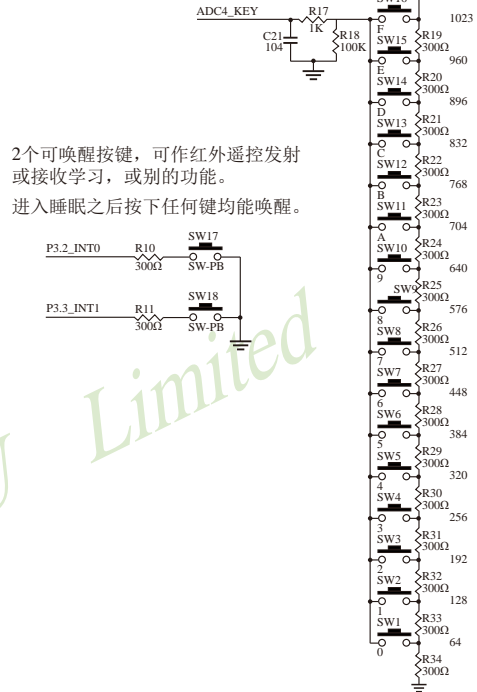 ADC4_KEY
R17
1K
C21
104
R18
100K
1023
F
R19
300Ω
SW15
960
E
R20
300Ω
SW14
896
D
R21
300Ω
SW13
832
C
R22
300Ω
SW12
768
B
R23
300Ω
SW11
704
A
R24
300Ω
SW10
640
9
R25
300Ω
SW9
576
8
R26
300Ω
SW8
512
7
R27
300Ω
SW7
448
6
R28
300Ω
SW6
384
5
R29
300Ω
SW5
320
4
R30
300Ω
SW4
256
3
R31
300Ω
SW3
192
2
R32
300Ω
SW2
128
1
R33
300Ω
SW1
64
0
R34
300Ω
2个可唤醒按键，可作红外遥控发射
或接收学习，或别的功能。
进入睡眠之后按下任何键均能唤醒。
P3.2_INT0
R10
300Ω
SW17
SW-PB
P3.3_INT1
R11
300Ω
SW18
SW-PB
Limited